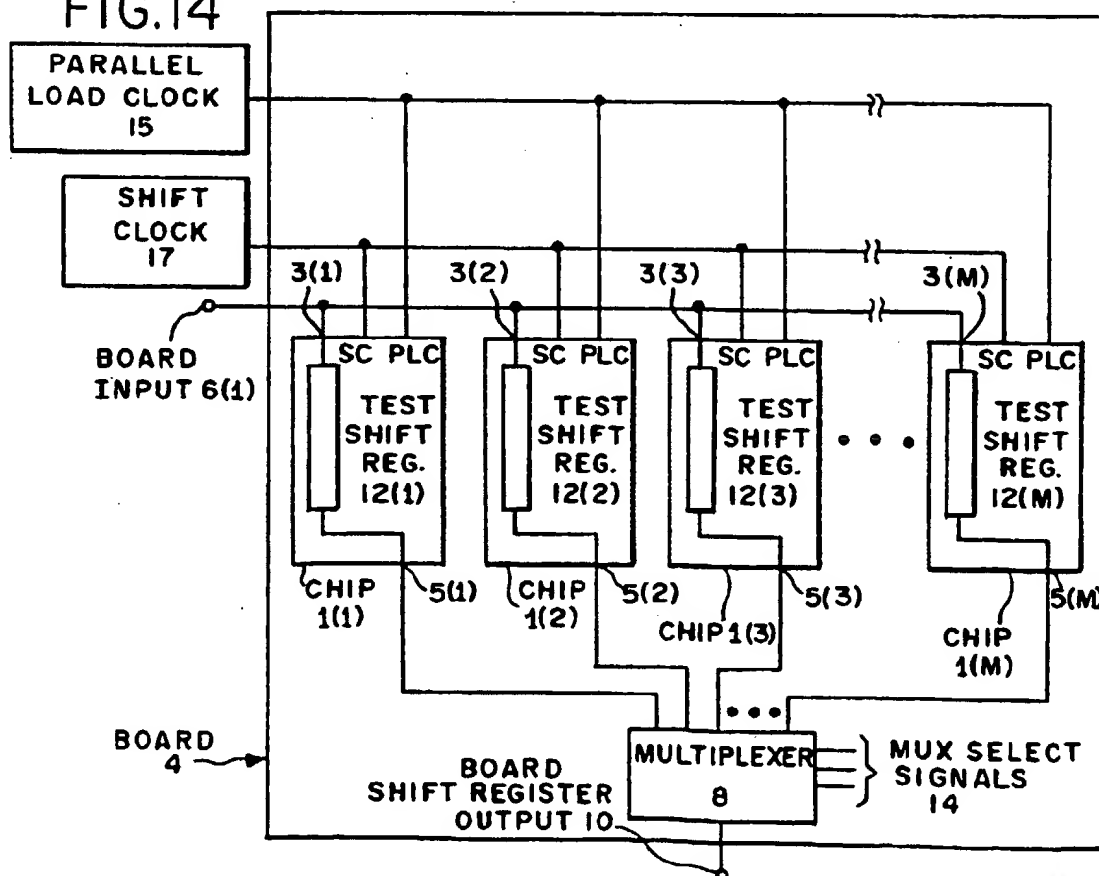 FIG.14
PARALLEL
LOAD CLOCK
15
SHIFT
CLOCK
17
3(1)
3(2)
3(3)
3(M)
BOARD
INPUT 6(1)
SC PLC
TEST
SHIFT
REG.
12(1)
SC PLC
TEST
SHIFT
REG.
12(2)
SC PLC
TEST
SHIFT
REG.
12(3)
SC PLC
TEST
SHIFT
REG.
12(M)
CHIP
1(1)
5(1)
CHIP
1(2)
5(2)
CHIP 1(3)
5(3)
CHIP
1(M)
5(M)
BOARD
4
MULTIPLEXER
8
MUX SELECT
SIGNALS
14
BOARD
SHIFT REGISTER
OUTPUT 10